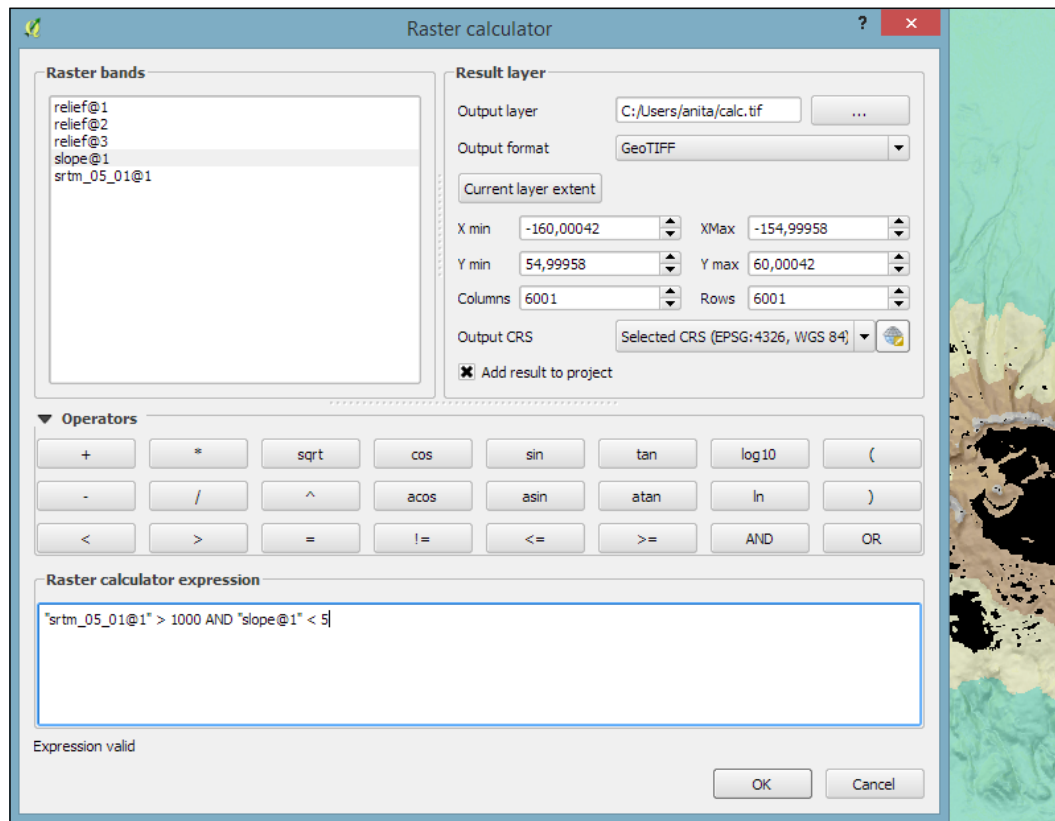 Raster calculator
?
Raster bands
relief@1
relief@2
relief@3
slope@1
srtm_05_01@1
Result layer
Output layer C:/Users/anita/calc.tif ...
Output format GeoTIFF
Current layer extent
X min -160,00042 XMax -154,99958
Y min 54,99958 Y max 60,00042
Columns 6001 Rows 6001
Output CRS Selected CRS (EPSG:4326, WGS 84)
Add result to project
Operators
+ * sqrt cos sin tan log10 (
- / ^ acos asin atan ln )
< > = != <= >= AND OR
Raster calculator expression
"srtm_05_01@1" > 1000 AND "slope@1" < 5
Expression valid
OK Cancel